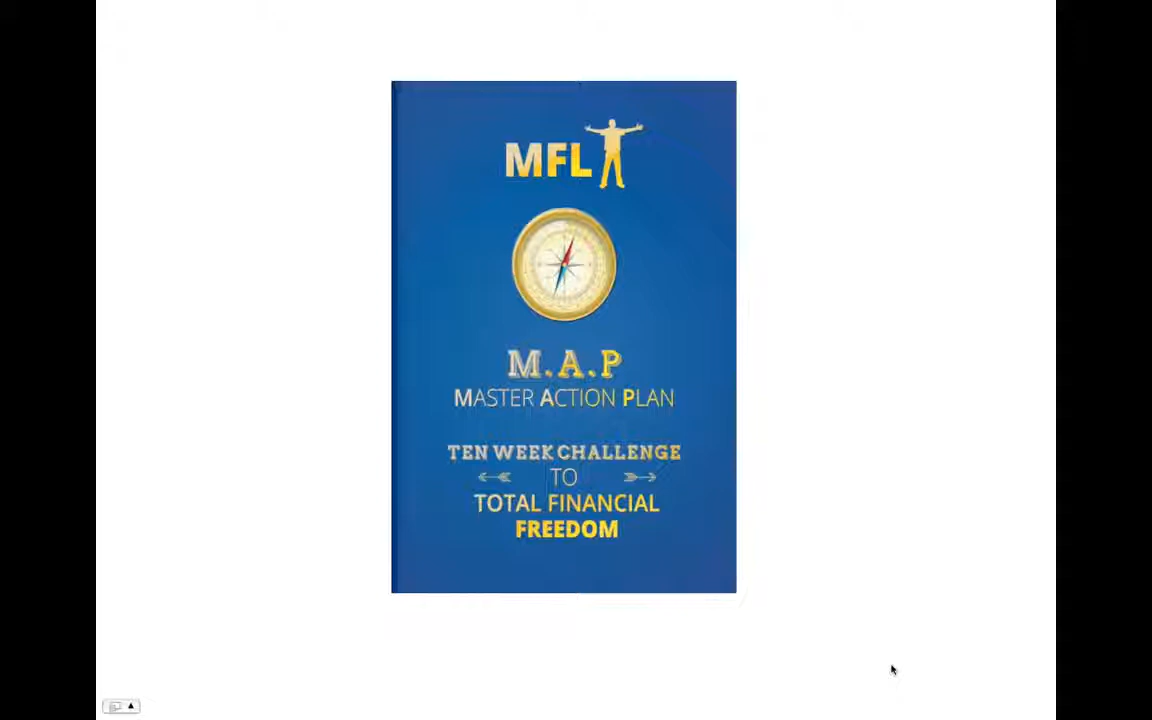 MFL
M.A.P
MASTER ACTION PLAN
TEN WEEK CHALLENGE
TO
TOTAL FINANCIAL
FREEDOM